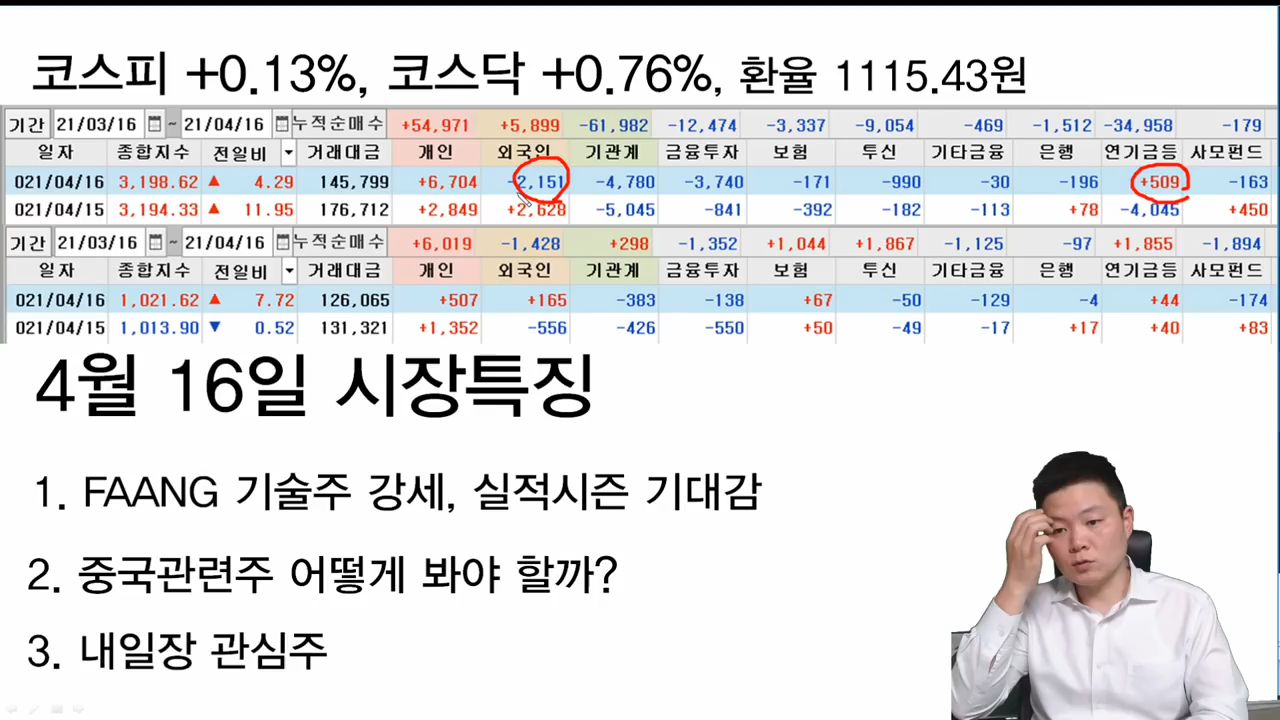 코스피 +0.13%, 코스닥 +0.76%, 환율 1115.43원
기간 21/03/16 ~ 21/04/16 누적순매수 +54,971 +5,899 -61,982 -12,474 -3,337 -9,054 -469 -1,512 -34,958 -179
일자 종합지수 전일비 거래대금 개인 외국인 기관계 금융투자 보험 투신 기타금융 은행 연기금등 사모펀드
021/04/16 3,198.62 ▲ 4.29 145,799 +6,704 -2,151 -4,780 -3,740 -171 -990 -30 -196 +509 -163
021/04/15 3,194.33 ▲ 11.95 176,712 +2,849 +2,628 -5,045 -841 -392 -182 -113 +78 -4,045 +450
기간 21/03/16 ~ 21/04/16 누적순매수 +6,019 -1,428 +298 -1,352 +1,044 +1,867 -1,125 -97 +1,855 -1,894
일자 종합지수 전일비 거래대금 개인 외국인 기관계 금융투자 보험 투신 기타금융 은행 연기금등 사모펀드
021/04/16 1,021.62 ▲ 7.72 126,065 +507 +165 -383 -138 +67 -50 -129 -4 +44 -174
021/04/15 1,013.90 ▼ 0.52 131,321 +1,352 -556 -426 -550 +50 -49 -17 +17 +40 +83
4월 16일 시장특징
1. FAANG 기술주 강세, 실적시즌 기대감
2. 중국관련주 어떻게 봐야 할까?
3. 내일장 관심주